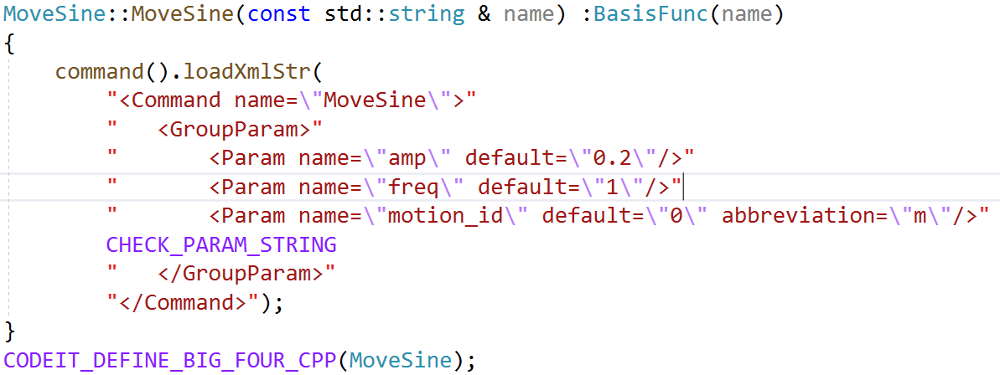 MoveSine::MoveSine(const std::string & name) :BasisFunc(name)
{
    command().loadXmlStr(
        "<Command name=\"MoveSine\">"
        "   <GroupParam>"
        "       <Param name=\"amp\" default=\"0.2\"/>"
        "       <Param name=\"freq\" default=\"1\"/>"
        "       <Param name=\"motion_id\" default=\"0\" abbreviation=\"m\"/>"
        CHECK_PARAM_STRING
        "   </GroupParam>"
        "</Command>");
}
CODEIT_DEFINE_BIG_FOUR_CPP(MoveSine);